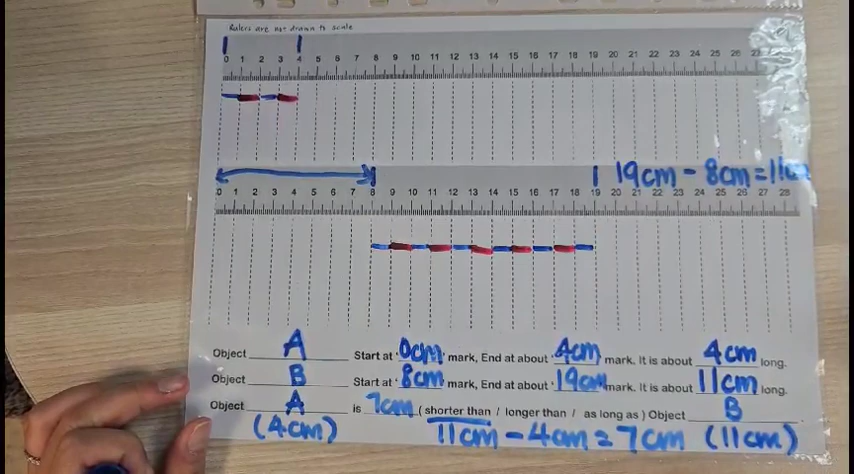 Rulers are not drawn to scale
0 1 2 3 4 5 6 7 8 9 10 11 12 13 14 15 16 17 18 19 20 21 22 23 24 25 26 27
19cm - 8cm = 11cm
0 1 2 3 4 5 6 7 8 9 10 11 12 13 14 15 16 17 18 19 20 21 22 23 24 25 26 27 28
Object A Start at 0cm mark, End at about 4cm mark. It is about 4cm long.
Object B Start at 8cm mark, End at about 19cm mark. It is about 11cm long.
Object A is 7cm ( shorter than / longer than / as long as ) Object B
(4cm) 11cm - 4cm = 7cm (11cm)